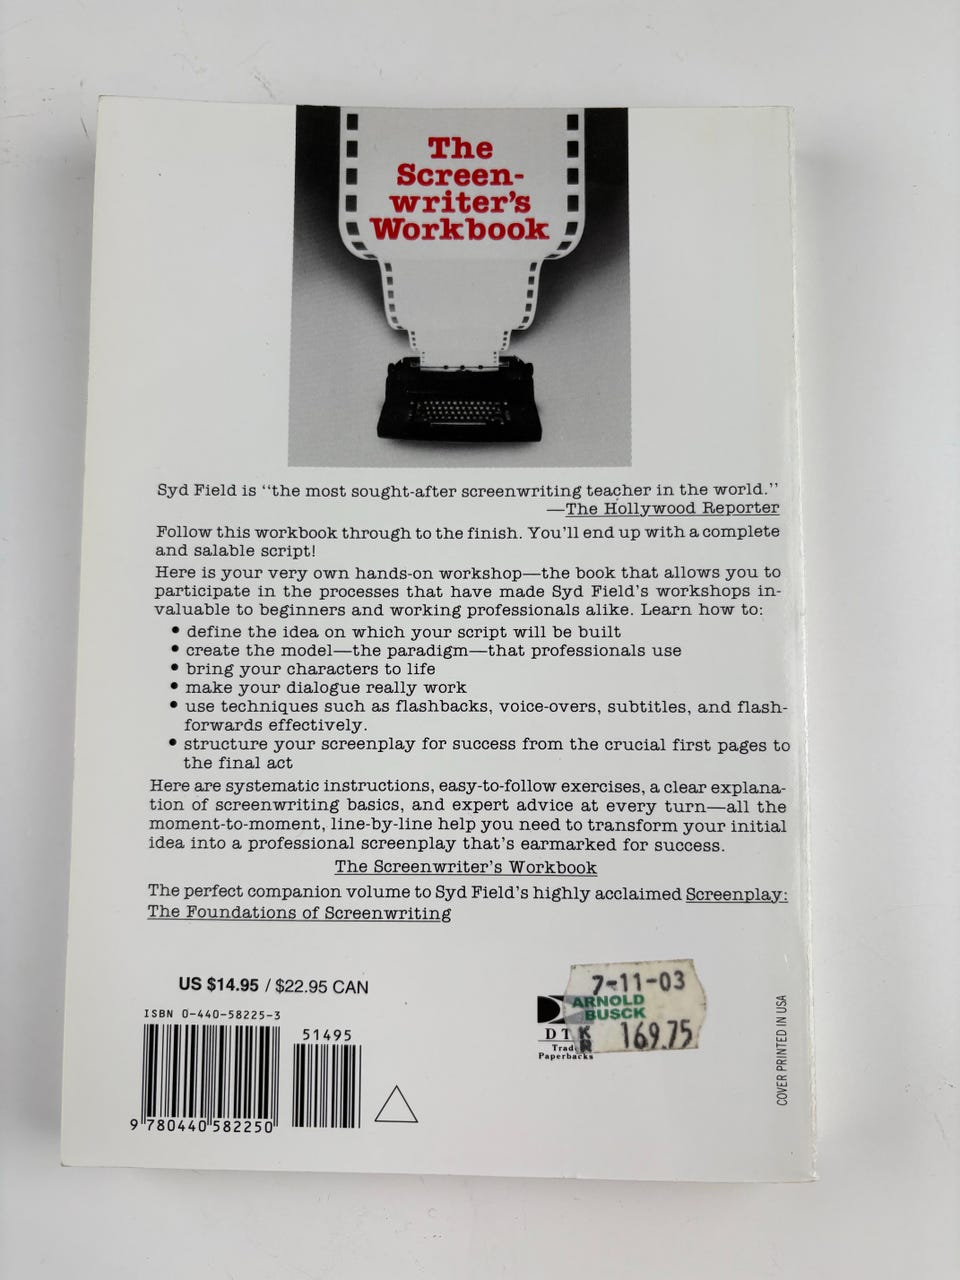 The
Screen-
writer's
Workbook
Syd Field is "the most sought-after screenwriting teacher in the world."
—The Hollywood Reporter
Follow this workbook through to the finish. You'll end up with a complete
and salable script!
Here is your very own hands-on workshop—the book that allows you to
participate in the processes that have made Syd Field's workshops in-
valuable to beginners and working professionals alike. Learn how to:
• define the idea on which your script will be built
• create the model—the paradigm—that professionals use
• bring your characters to life
• make your dialogue really work
• use techniques such as flashbacks, voice-overs, subtitles, and flash-
forwards effectively.
• structure your screenplay for success from the crucial first pages to
the final act
Here are systematic instructions, easy-to-follow exercises, a clear explana-
tion of screenwriting basics, and expert advice at every turn—all the
moment-to-moment, line-by-line help you need to transform your initial
idea into a professional screenplay that's earmarked for success.
The Screenwriter's Workbook
The perfect companion volume to Syd Field's highly acclaimed Screenplay:
The Foundations of Screenwriting
US $14.95 / $22.95 CAN
ISBN 0-440-58225-3
51495
9 780440 582250
7-11-03
ARNOLD
BUSCK
KR 169.75
D T
Trade
Paperbacks
COVER PRINTED IN USA